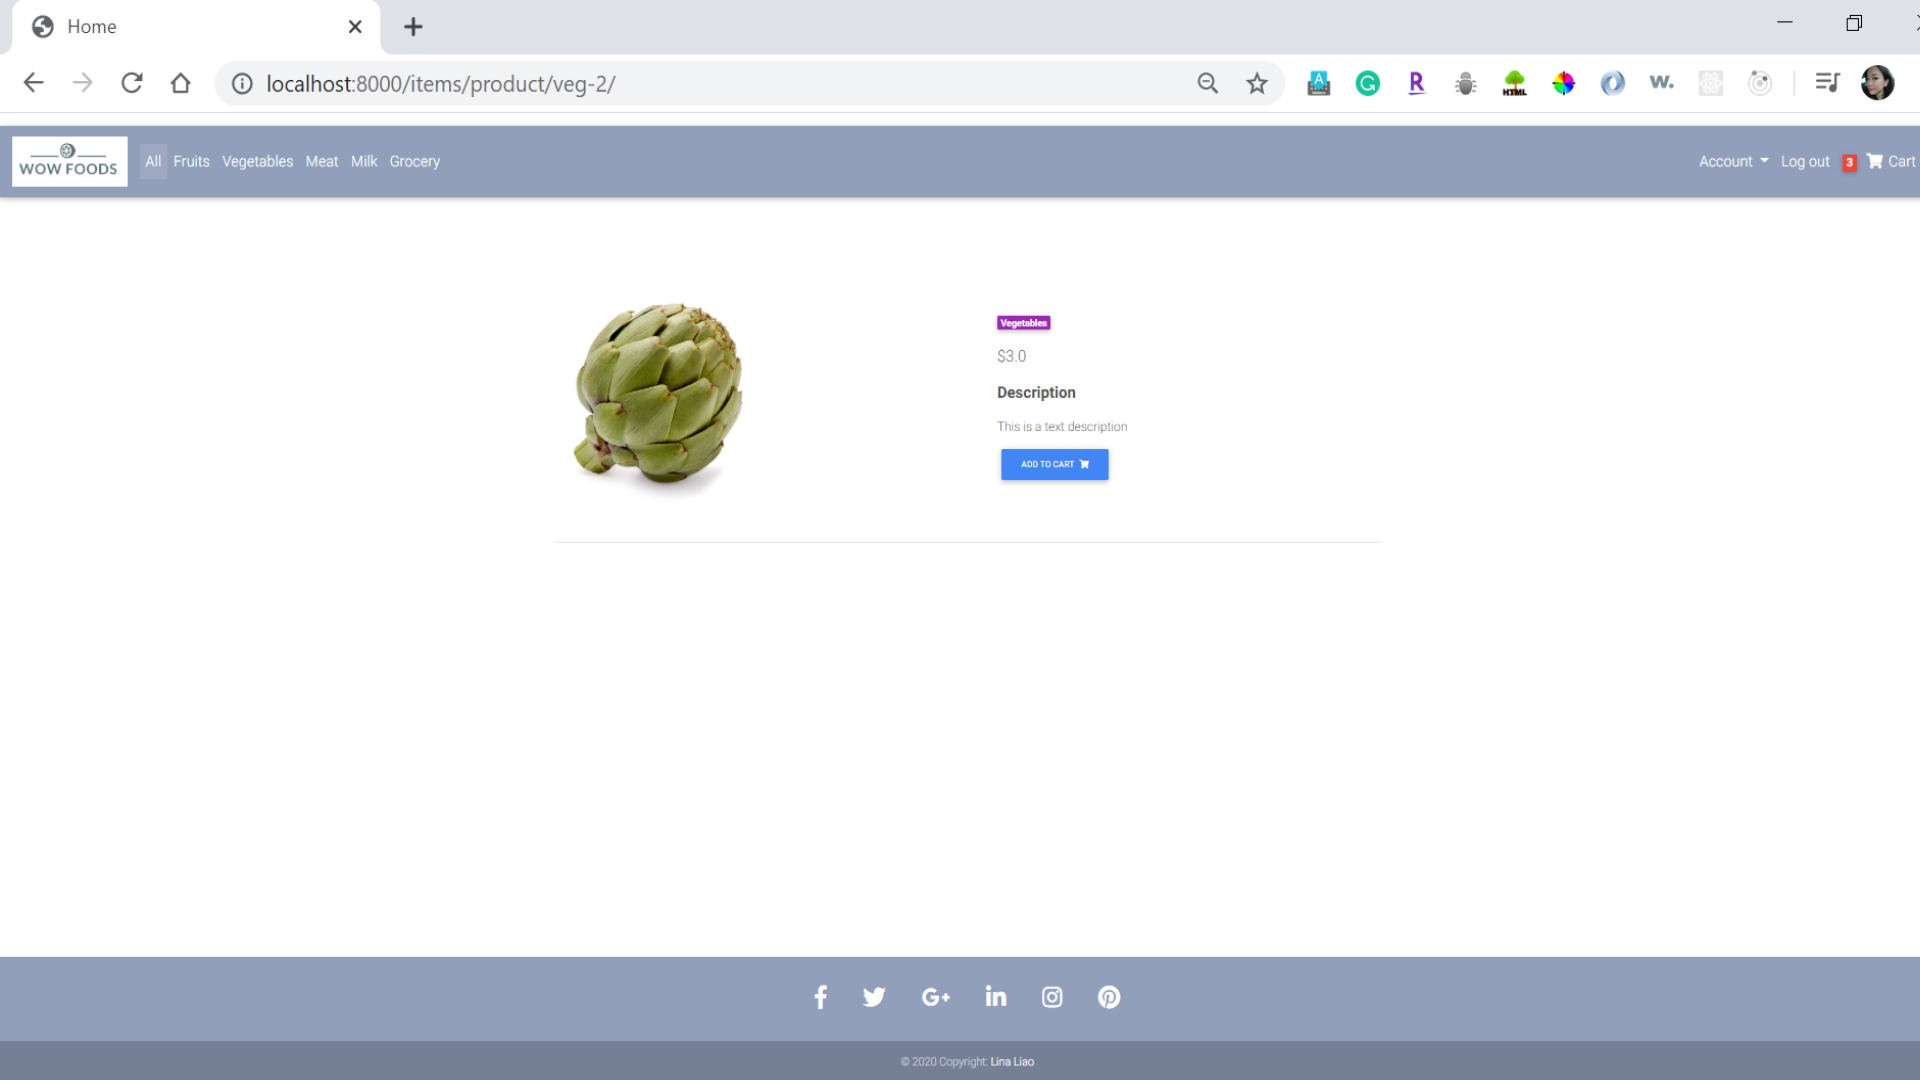 Home
localhost:8000/items/product/veg-2/
WOW FOODS
All Fruits Vegetables Meat Milk Grocery
Account Log out 3 Cart
Vegetables
$3.0
Description
This is a text description
ADD TO CART
© 2020 Copyright: Lina Liao